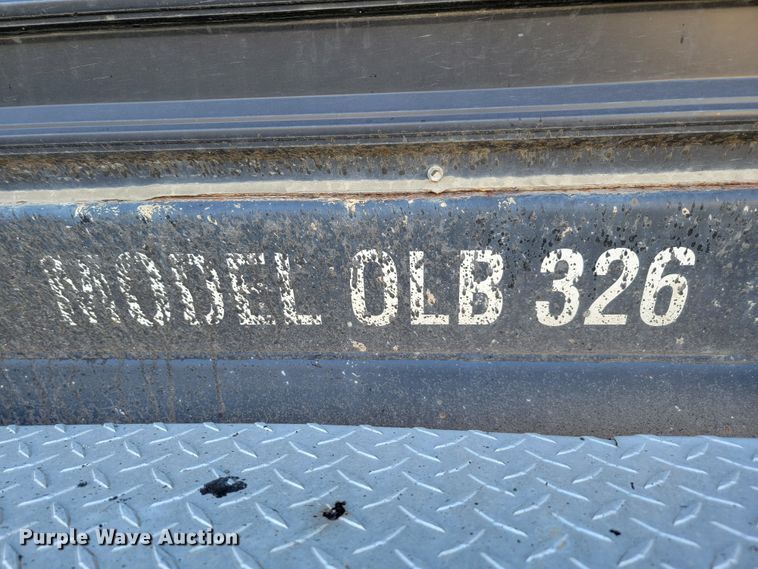 MODEL OLB 326
Purple Wave Auction